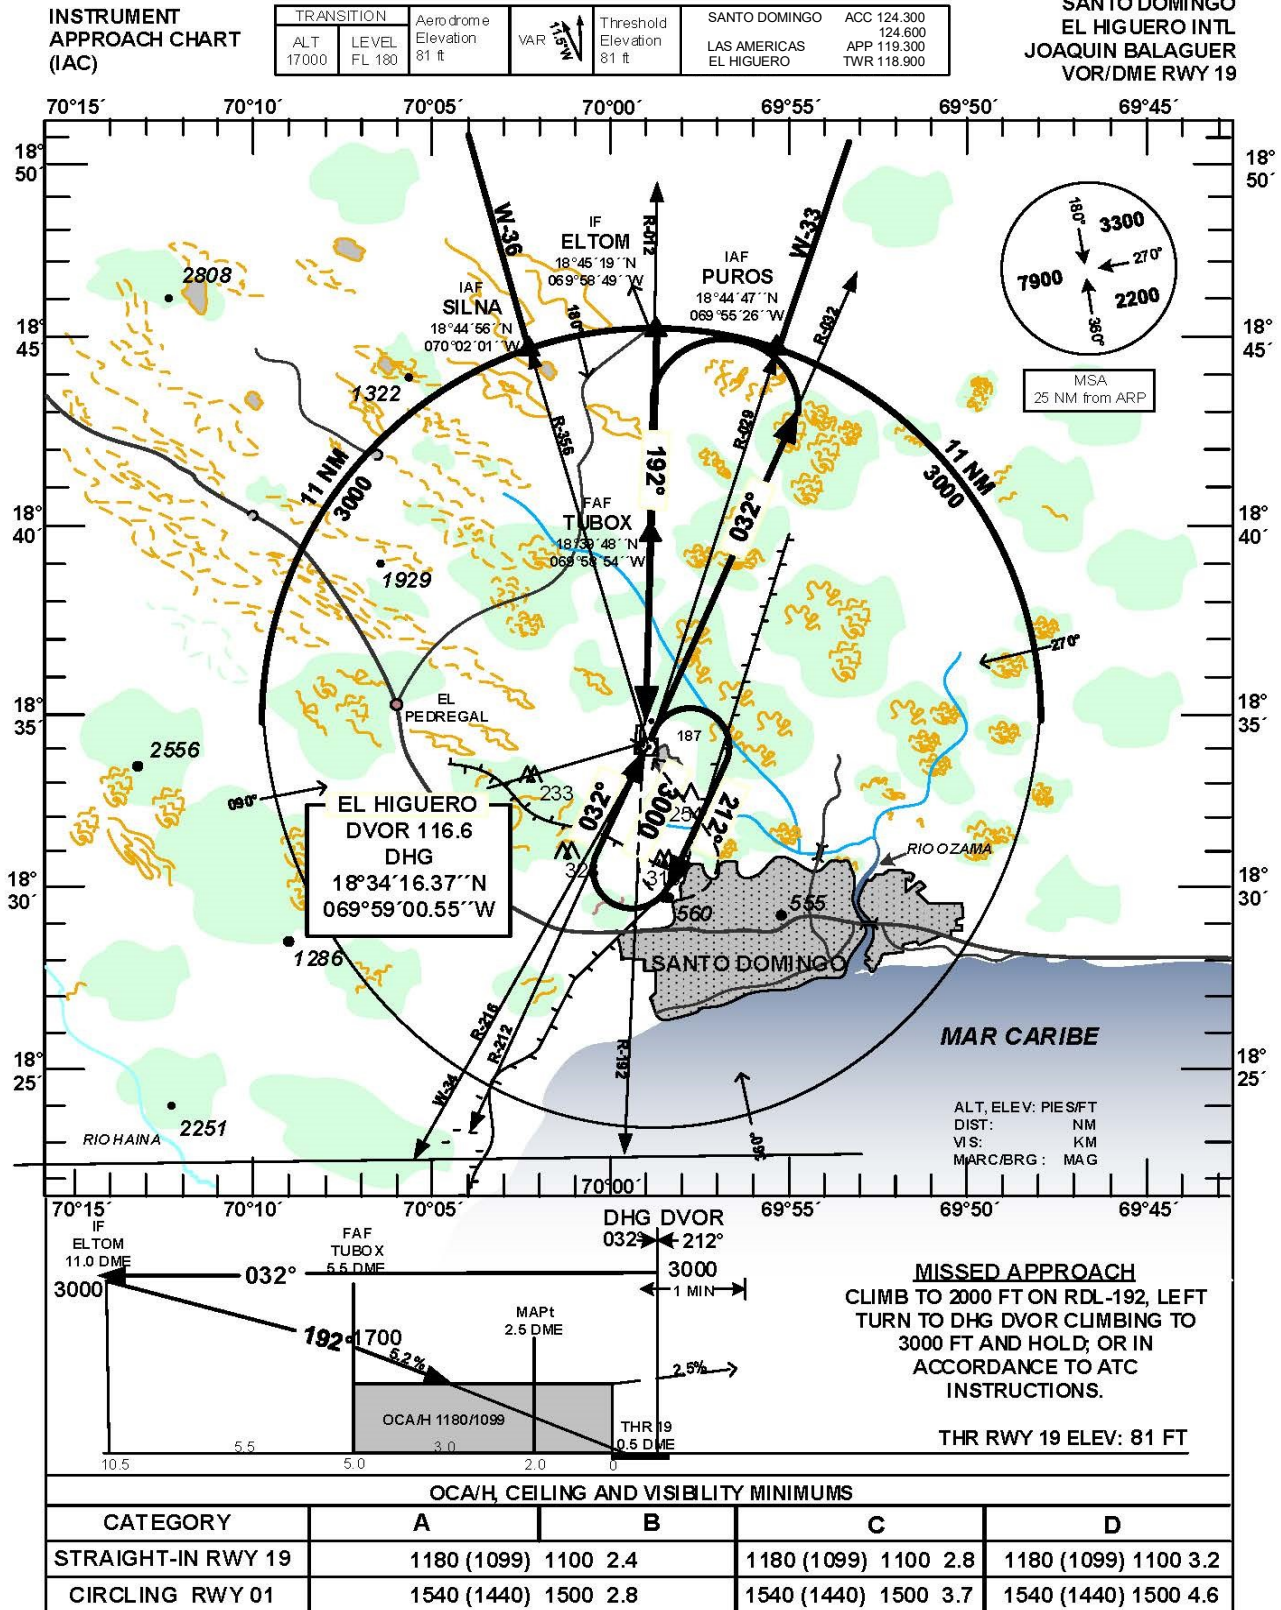 INSTRUMENT
APPROACH CHART
(IAC)
TRANSITION
ALT
17000
LEVEL
FL 180
Aerodrome
Elevation
81 ft
VAR
11.5°W
Threshold
Elevation
81 ft
SANTO DOMINGO ACC 124.300
124.600
LAS AMERICAS APP 119.300
EL HIGUERO TWR 118.900
SANTO DOMINGO
EL HIGUERO INTL
JOAQUIN BALAGUER
VOR/DME RWY 19
70°15´ 70°10´ 70°05´ 70°00´ 69°55´ 69°50´ 69°45´
18°
50´
18°
50´
W-36
IF
ELTOM
18°45´19´´N
069°58´49´´W
R-012
W-33
IAF
PUROS
18°44´47´´N
069°55´26´´W
R-032
180°
3300
270°
7900
2200
360°
2808
IAF
SILNA
18°44´56´´N
070°02´01´´W
180°
18°
45´
18°
45´
MSA
25 NM from ARP
1322
R-356
R-029
192°
032°
11 NM
3000
11 NM
3000
18°
40´
18°
40´
FAF
TUBOX
18°39´48´´N
069°58´54´´W
1929
270°
18°
35´
18°
35´
EL
PEDREGAL
187
2556
233
090°
032°
3000
254
212°
EL HIGUERO
DVOR 116.6
DHG
18°34´16.37´´N
069°59´00.55´´W
RIO OZAMA
18°
30´
18°
30´
560
555
1286
SANTO DOMINGO
R-216
R-212
R-192
MAR CARIBE
18°
25´
18°
25´
W-34
360°
ALT, ELEV: PIES/FT
DIST: NM
VIS: KM
MARC/BRG : MAG
2251
RIO HAINA
70°15´ 70°10´ 70°05´ 70°00´ 69°55´ 69°50´ 69°45´
IF
ELTOM
11.0 DME
3000
FAF
TUBOX
5.5 DME
DHG DVOR
032° 212°
032°
3000
1 MIN
192°
1700
5.2%
MAPt
2.5 DME
2.5%
OCA/H 1180/1099
THR 19
0.5 DME
5.5 3.0
10.5 5.0 2.0 0
MISSED APPROACH
CLIMB TO 2000 FT ON RDL-192, LEFT
TURN TO DHG DVOR CLIMBING TO
3000 FT AND HOLD; OR IN
ACCORDANCE TO ATC
INSTRUCTIONS.
THR RWY 19 ELEV: 81 FT
OCA/H, CEILING AND VISIBILITY MINIMUMS
CATEGORY A B C D
STRAIGHT-IN RWY 19 1180 (1099) 1100 2.4 1180 (1099) 1100 2.8 1180 (1099) 1100 3.2
CIRCLING RWY 01 1540 (1440) 1500 2.8 1540 (1440) 1500 3.7 1540 (1440) 1500 4.6